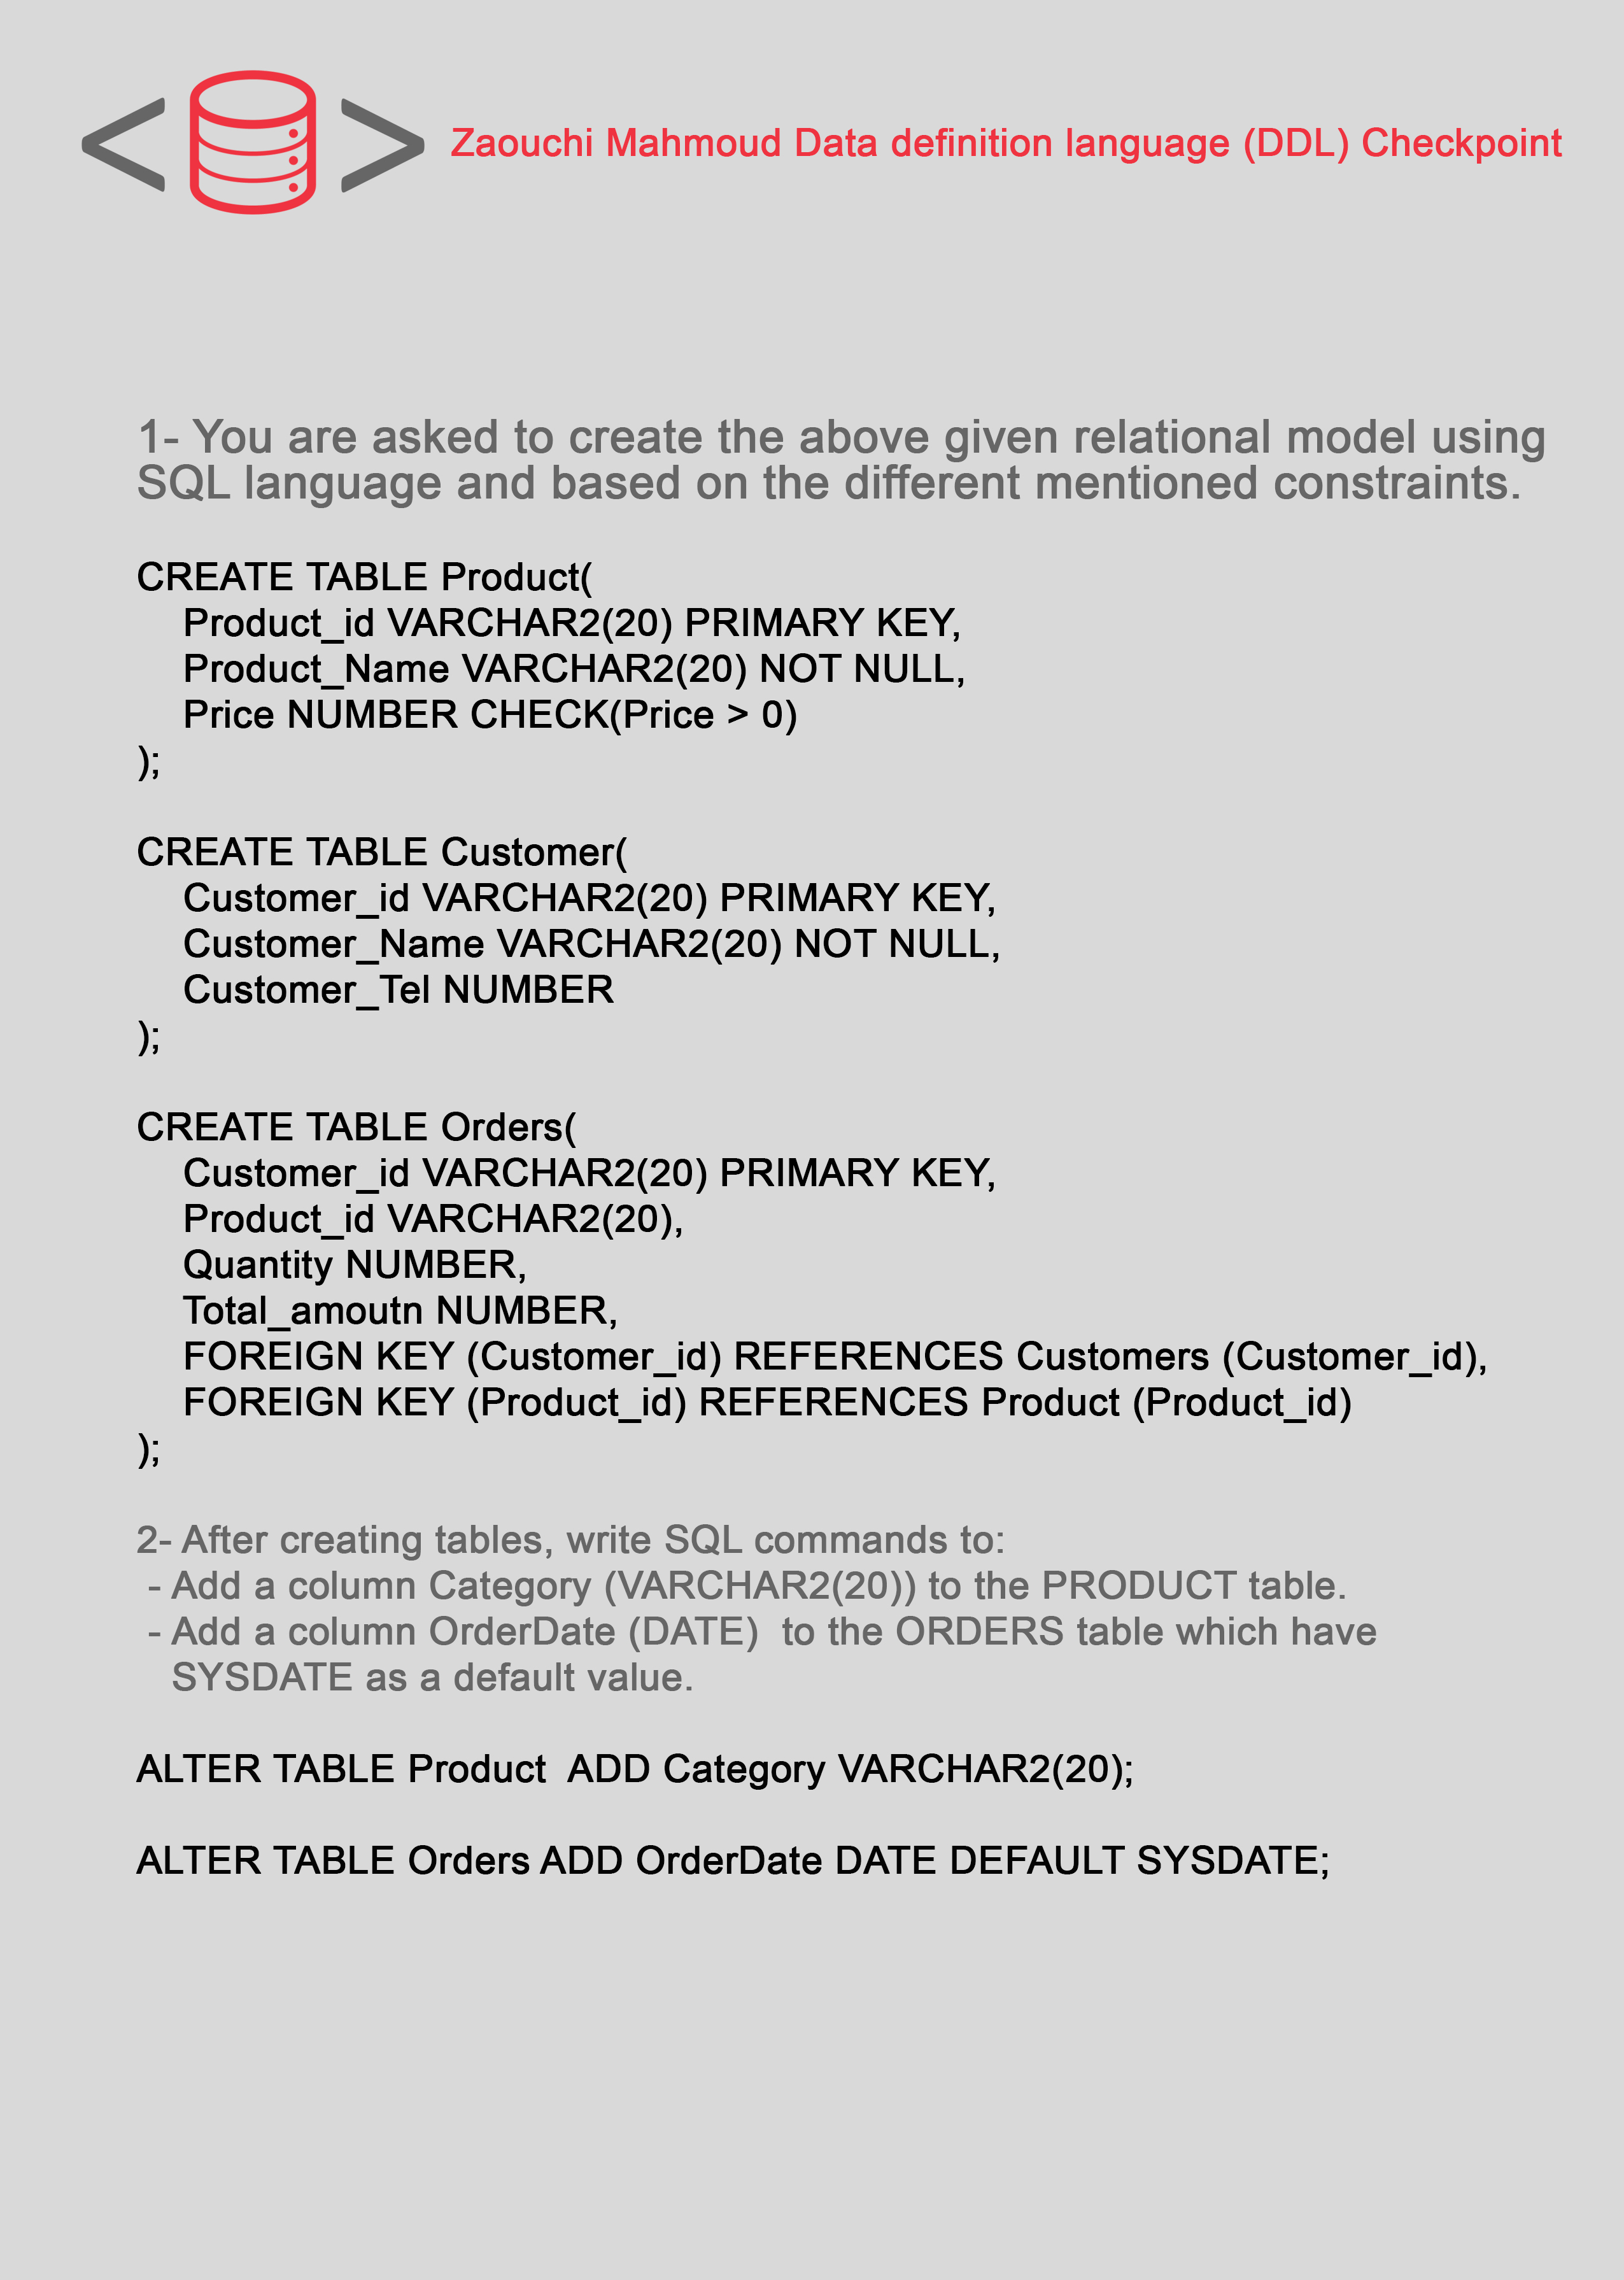 Zaouchi Mahmoud Data definition language (DDL) Checkpoint
1- You are asked to create the above given relational model using
SQL language and based on the different mentioned constraints.
CREATE TABLE Product(
Product_id VARCHAR2(20) PRIMARY KEY,
Product_Name VARCHAR2(20) NOT NULL,
Price NUMBER CHECK(Price > 0)
);
CREATE TABLE Customer(
Customer_id VARCHAR2(20) PRIMARY KEY,
Customer_Name VARCHAR2(20) NOT NULL,
Customer_Tel NUMBER
);
CREATE TABLE Orders(
Customer_id VARCHAR2(20) PRIMARY KEY,
Product_id VARCHAR2(20),
Quantity NUMBER,
Total_amoutn NUMBER,
FOREIGN KEY (Customer_id) REFERENCES Customers (Customer_id),
FOREIGN KEY (Product_id) REFERENCES Product (Product_id)
);
2- After creating tables, write SQL commands to:
- Add a column Category (VARCHAR2(20)) to the PRODUCT table.
- Add a column OrderDate (DATE)  to the ORDERS table which have
SYSDATE as a default value.
ALTER TABLE Product  ADD Category VARCHAR2(20);
ALTER TABLE Orders ADD OrderDate DATE DEFAULT SYSDATE;